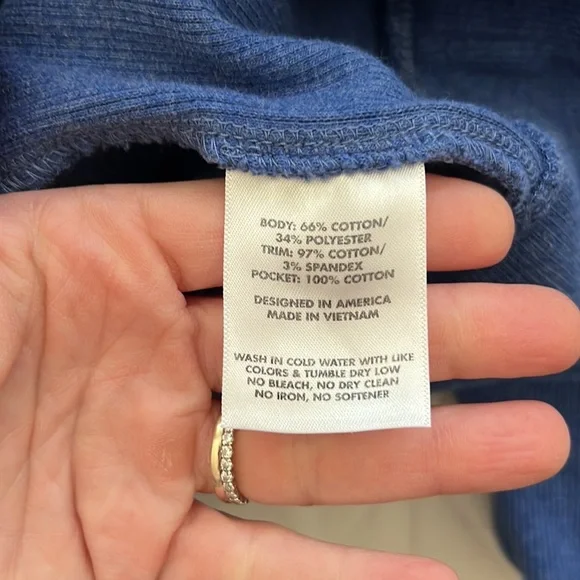 BODY: 66% COTTON/
34% POLYESTER
TRIM: 97% COTTON/
3% SPANDEX
POCKET: 100% COTTON
DESIGNED IN AMERICA
MADE IN VIETNAM
WASH IN COLD WATER WITH LIKE
COLORS & TUMBLE DRY LOW
NO BLEACH, NO DRY CLEAN
NO IRON, NO SOFTENER